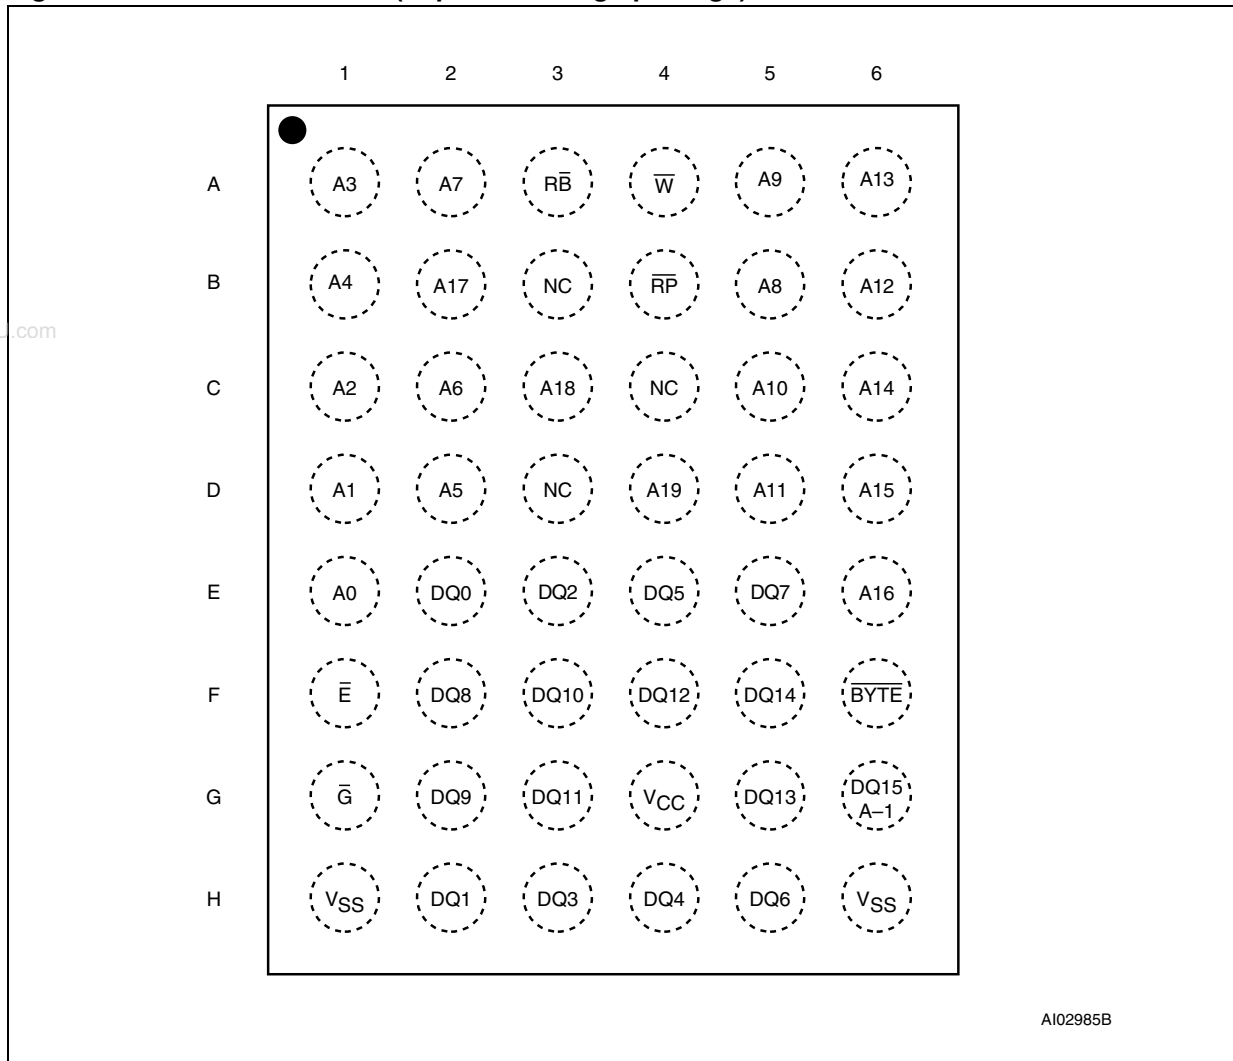 1 2 3 4 5 6
A A3 A7 RB̅ W̅ A9 A13
B A4 A17 NC R̅P̅ A8 A12
.com
C A2 A6 A18 NC A10 A14
D A1 A5 NC A19 A11 A15
E A0 DQ0 DQ2 DQ5 DQ7 A16
F E̅ DQ8 DQ10 DQ12 DQ14 B̅Y̅T̅E̅
G G̅ DQ9 DQ11 VCC DQ13 DQ15
A–1
H VSS DQ1 DQ3 DQ4 DQ6 VSS
AI02985B